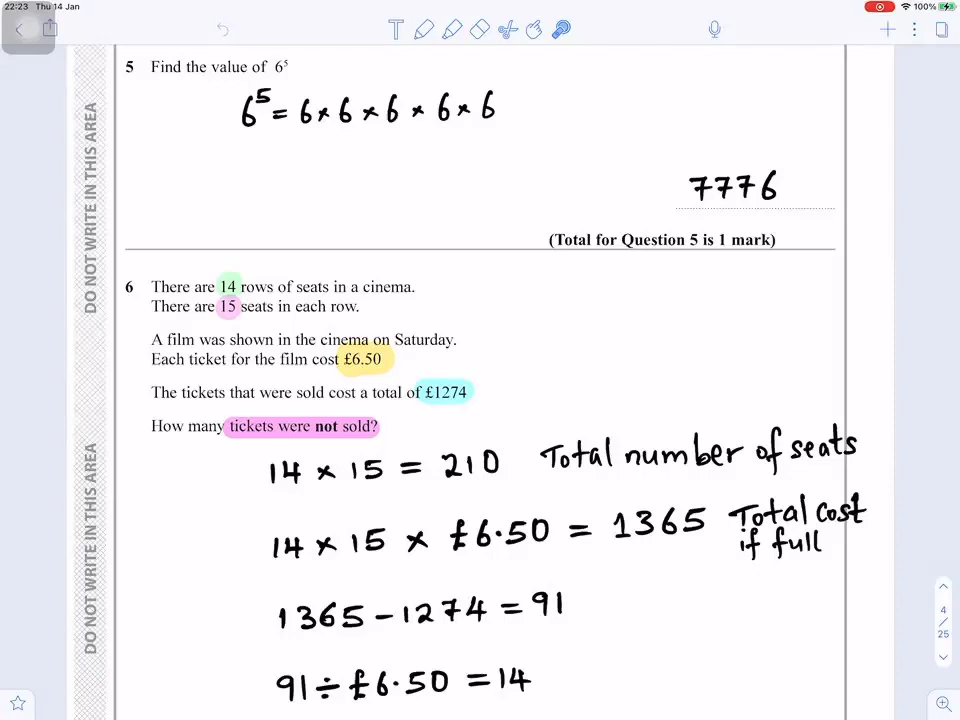 22:23 Thu 14 Jan
100%
DO NOT WRITE IN THIS AREA
5 Find the value of 6⁵
6⁵ = 6 × 6 × 6 × 6 × 6
7776
(Total for Question 5 is 1 mark)
6 There are 14 rows of seats in a cinema.
There are 15 seats in each row.
A film was shown in the cinema on Saturday.
Each ticket for the film cost £6.50
The tickets that were sold cost a total of £1274
How many tickets were not sold?
DO NOT WRITE IN THIS AREA
14 × 15 = 210 Total number of seats
14 × 15 × £6.50 = 1365 Total cost
if full
1365 - 1274 = 91
91 ÷ £6.50 = 14
4
/
25